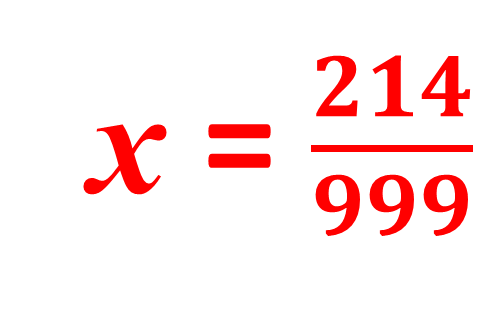 x = 214/999